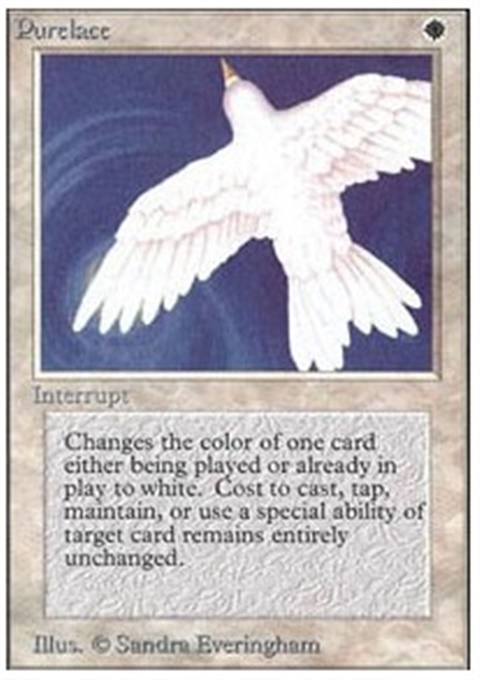 Purelace
Interrupt
Changes the color of one card
either being played or already in
play to white. Cost to cast, tap,
maintain, or use a special ability of
target card remains entirely
unchanged.
Illus. © Sandra Everingham